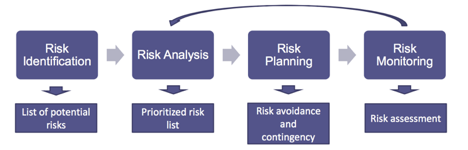 Risk
Identification
Risk Analysis
Risk
Planning
Risk
Monitoring
List of potential
risks
Prioritized risk
list
Risk avoidance
and
contingency
Risk assessment